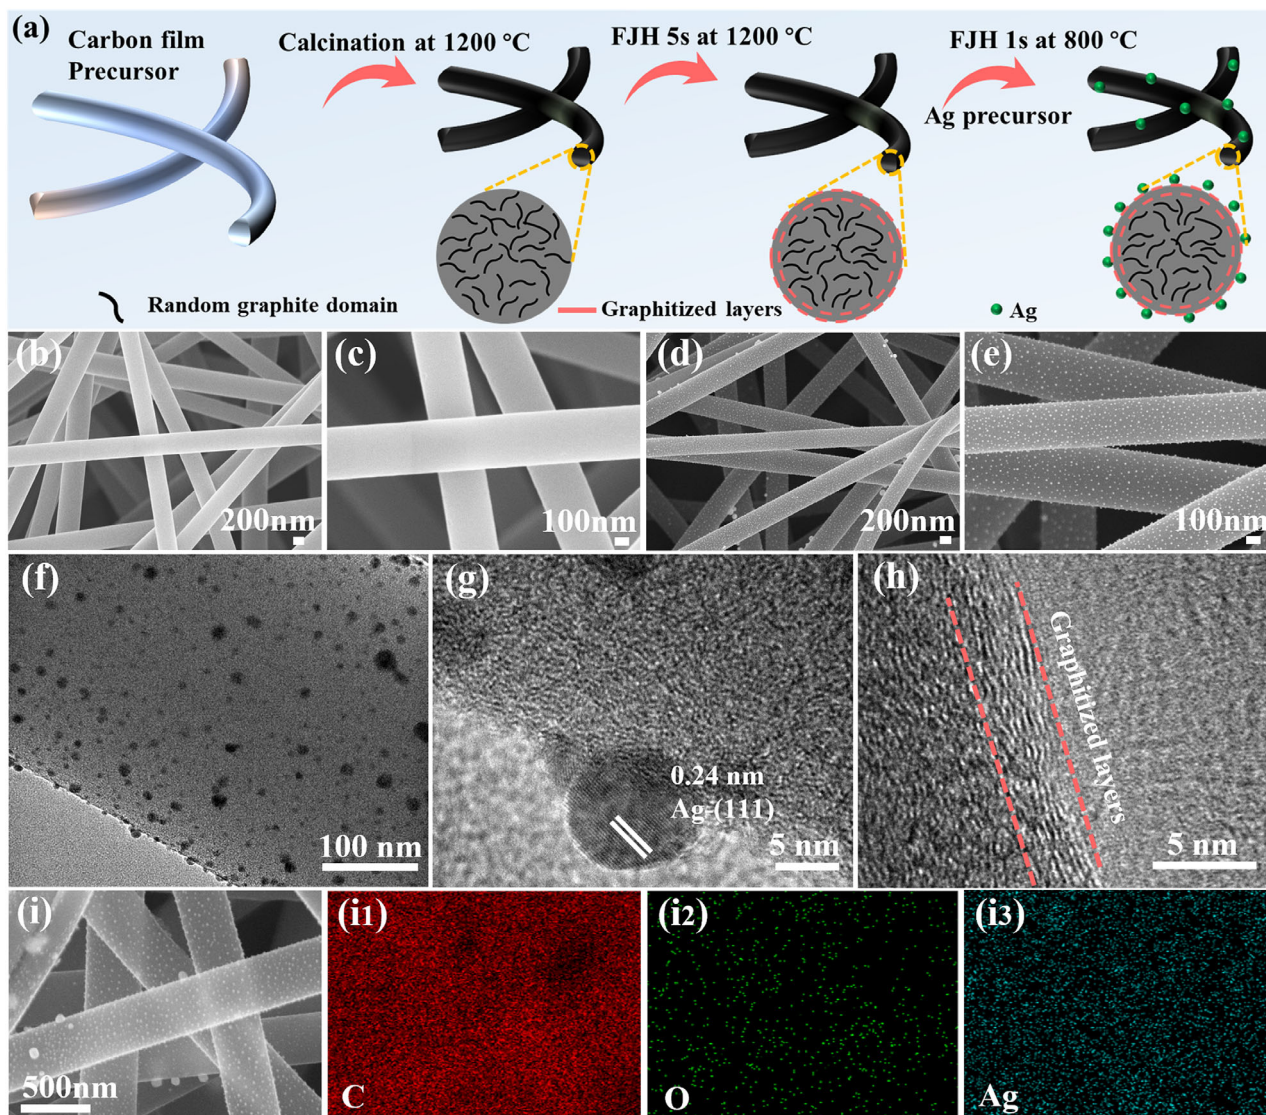 (a)
Carbon film
Precursor
Calcination at 1200 °C
FJH 5s at 1200 °C
FJH 1s at 800 °C
Ag precursor
Random graphite domain
Graphitized layers
Ag
(b)
200nm
(c)
100nm
(d)
200nm
(e)
100nm
(f)
100 nm
(g)
0.24 nm
Ag-(111)
5 nm
(h)
Graphitized layers
5 nm
(i)
500nm
(i1)
C
(i2)
O
(i3)
Ag